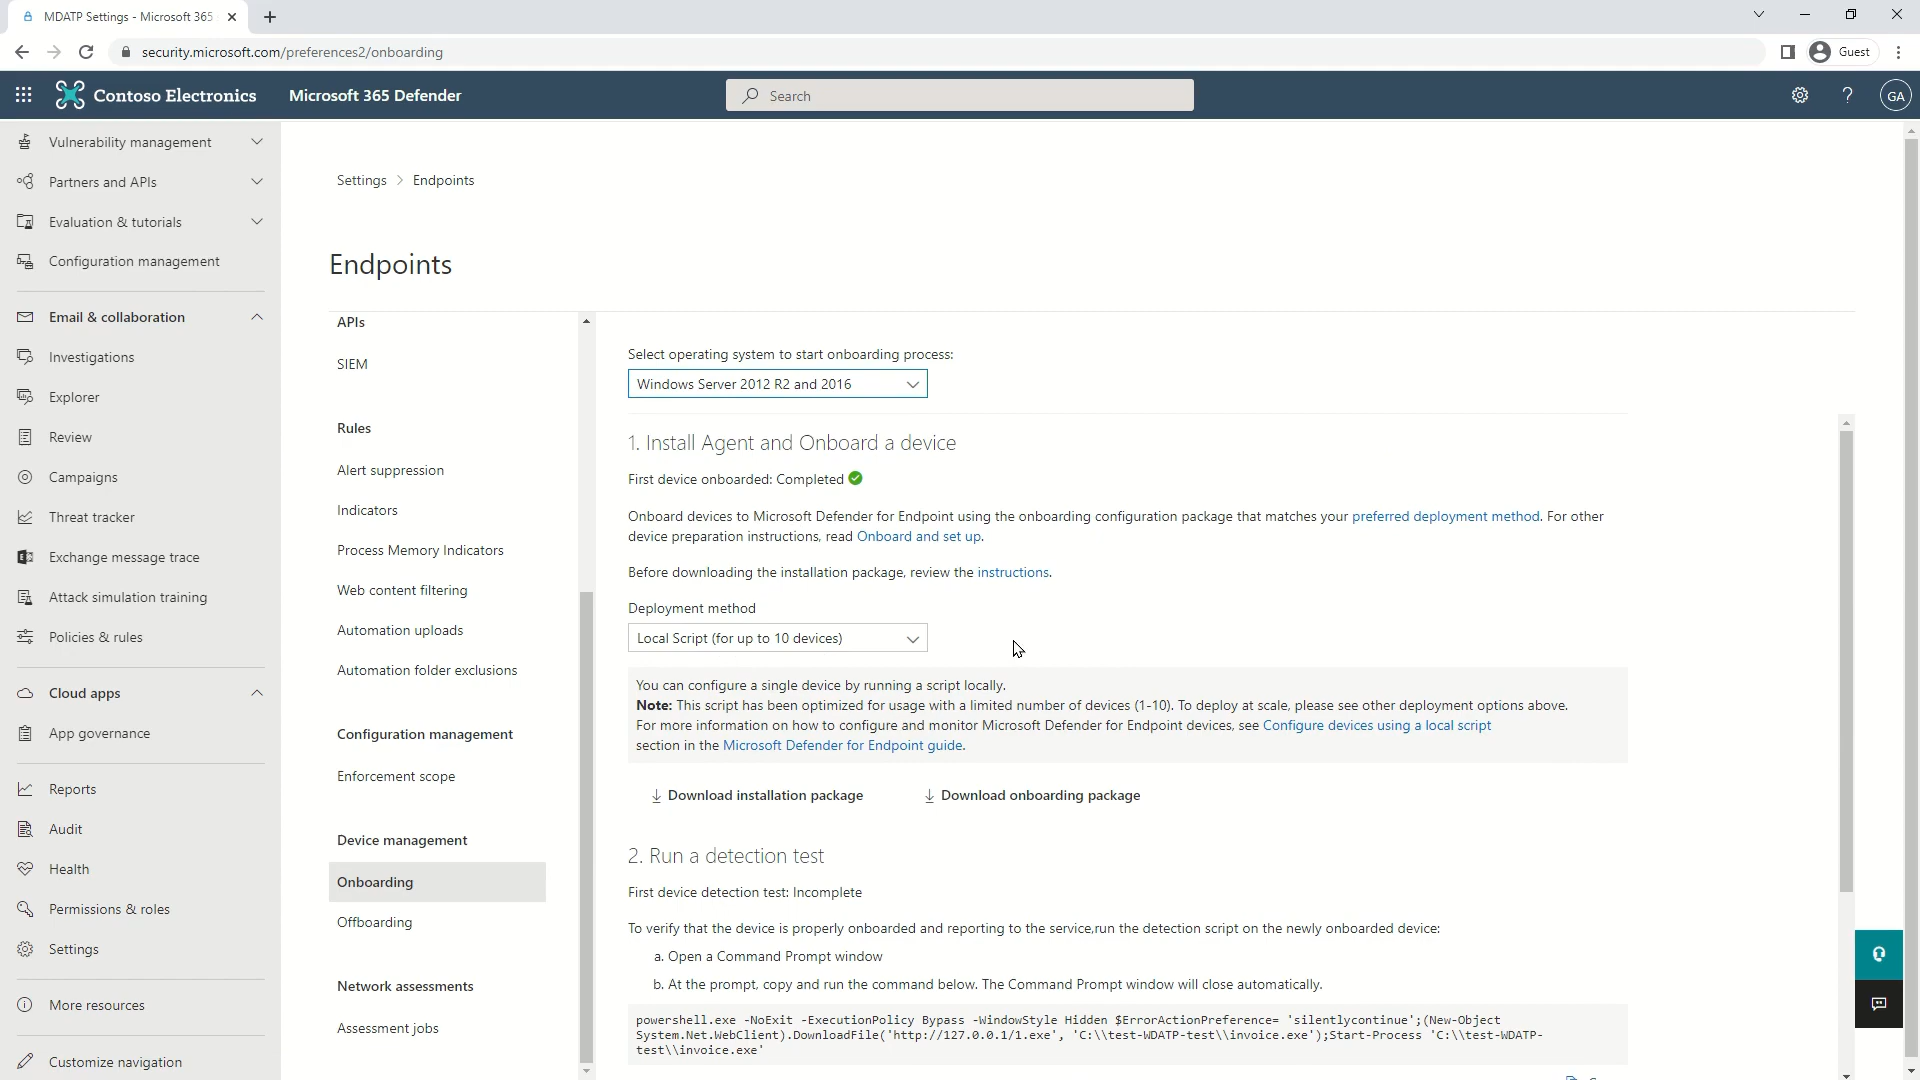 MDATP Settings - Microsoft 365
security.microsoft.com/preferences2/onboarding
Guest
Contoso Electronics
Microsoft 365 Defender
Search
GA
Vulnerability management
Partners and APIs
Evaluation & tutorials
Configuration management
Email & collaboration
Investigations
Explorer
Review
Campaigns
Threat tracker
Exchange message trace
Attack simulation training
Policies & rules
Cloud apps
App governance
Reports
Audit
Health
Permissions & roles
Settings
More resources
Customize navigation
Settings > Endpoints
Endpoints
APIs
SIEM
Rules
Alert suppression
Indicators
Process Memory Indicators
Web content filtering
Automation uploads
Automation folder exclusions
Configuration management
Enforcement scope
Device management
Onboarding
Offboarding
Network assessments
Assessment jobs
Select operating system to start onboarding process:
Windows Server 2012 R2 and 2016
1. Install Agent and Onboard a device
First device onboarded: Completed
Onboard devices to Microsoft Defender for Endpoint using the onboarding configuration package that matches your preferred deployment method. For other
device preparation instructions, read Onboard and set up.
Before downloading the installation package, review the instructions.
Deployment method
Local Script (for up to 10 devices)
You can configure a single device by running a script locally.
Note: This script has been optimized for usage with a limited number of devices (1-10). To deploy at scale, please see other deployment options above.
For more information on how to configure and monitor Microsoft Defender for Endpoint devices, see Configure devices using a local script
section in the Microsoft Defender for Endpoint guide.
Download installation package
Download onboarding package
2. Run a detection test
First device detection test: Incomplete
To verify that the device is properly onboarded and reporting to the service,run the detection script on the newly onboarded device:
a. Open a Command Prompt window
b. At the prompt, copy and run the command below. The Command Prompt window will close automatically.
powershell.exe -NoExit -ExecutionPolicy Bypass -WindowStyle Hidden $ErrorActionPreference= 'silentlycontinue';(New-Object
System.Net.WebClient).DownloadFile('http://127.0.0.1/1.exe', 'C:\\test-WDATP-test\\invoice.exe');Start-Process 'C:\\test-WDATP-
test\\invoice.exe'